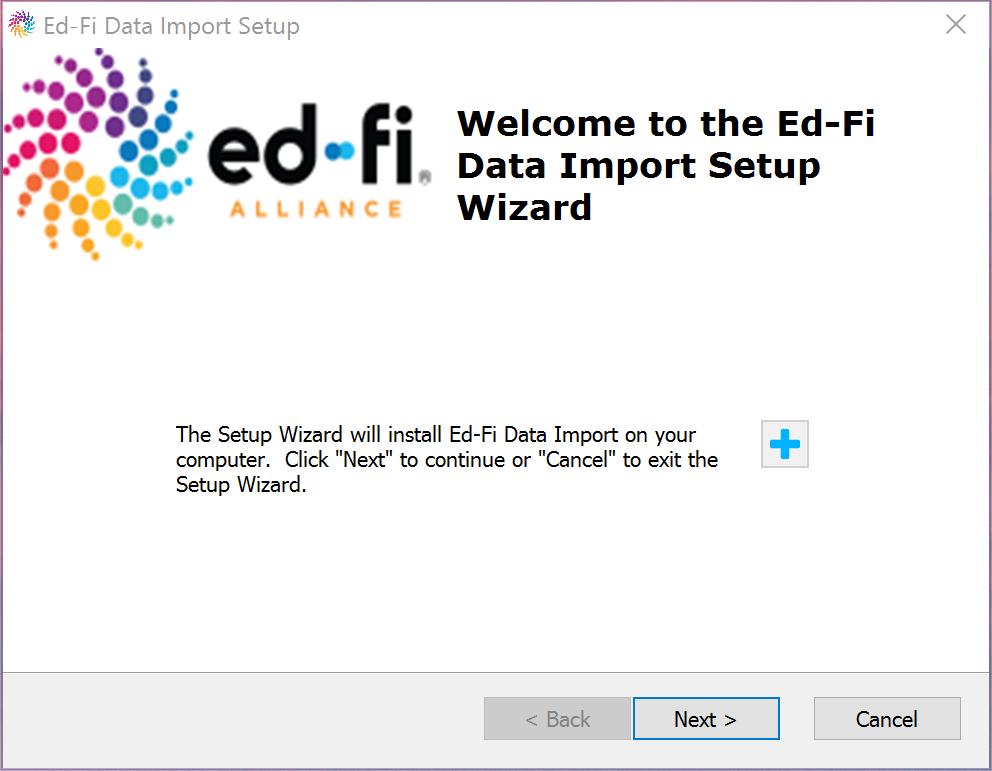 Ed-Fi Data Import Setup
ed-fi®
ALLIANCE
Welcome to the Ed-Fi
Data Import Setup
Wizard
The Setup Wizard will install Ed-Fi Data Import on your
computer.  Click "Next" to continue or "Cancel" to exit the
Setup Wizard.
< Back
Next >
Cancel